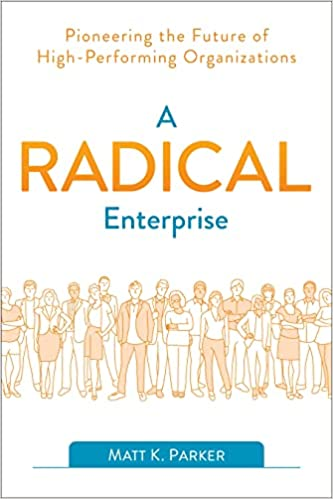 Pioneering the Future of
High-Performing Organizations
A
RADICAL
Enterprise
MATT K. PARKER